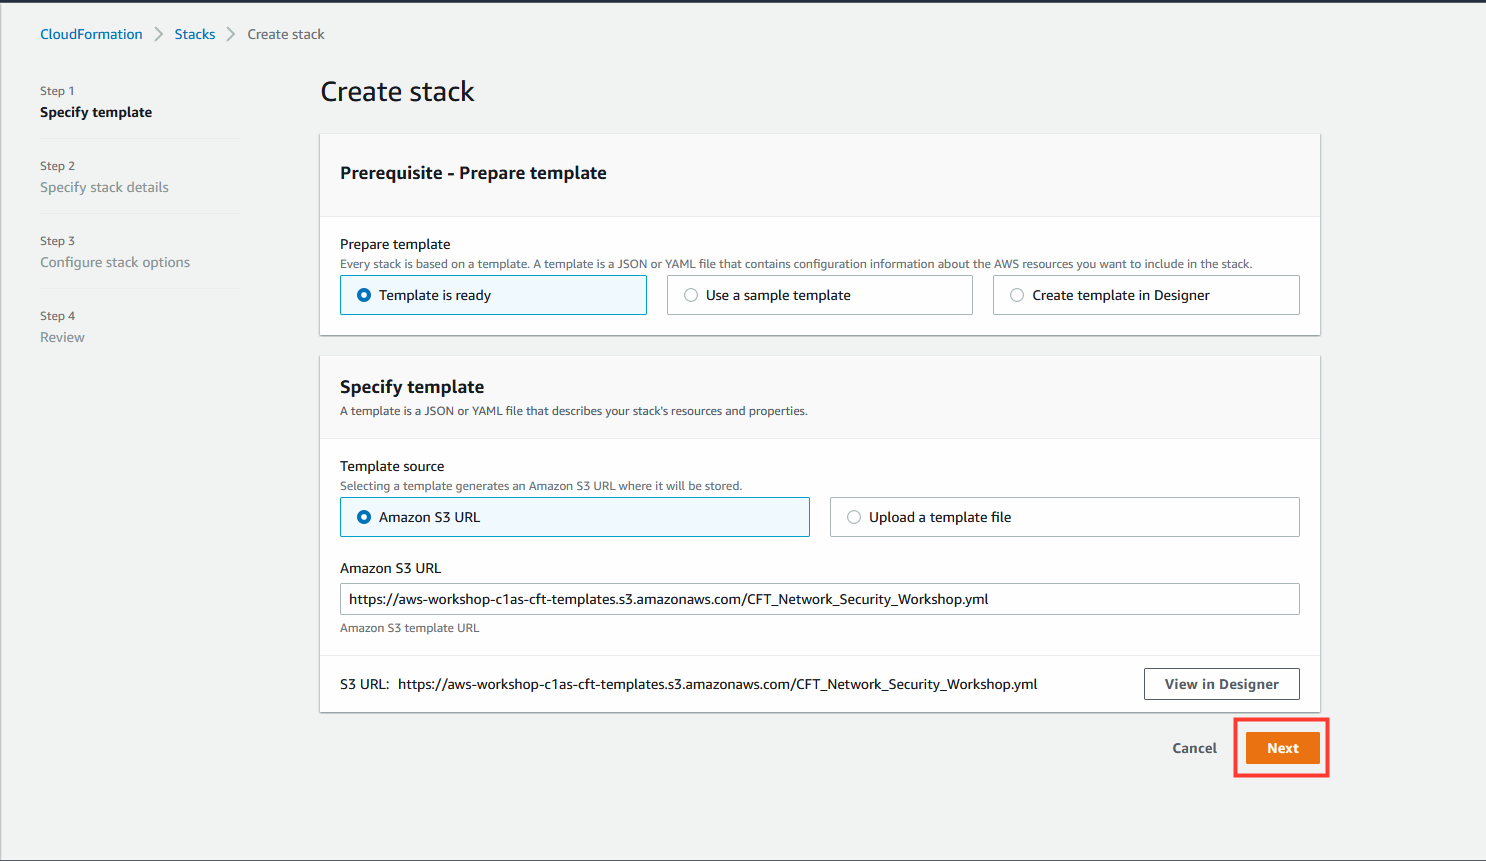 CloudFormation > Stacks > Create stack
Step 1
Specify template
Step 2
Specify stack details
Step 3
Configure stack options
Step 4
Review
Create stack
Prerequisite - Prepare template
Prepare template
Every stack is based on a template. A template is a JSON or YAML file that contains configuration information about the AWS resources you want to include in the stack.
Template is ready
Use a sample template
Create template in Designer
Specify template
A template is a JSON or YAML file that describes your stack's resources and properties.
Template source
Selecting a template generates an Amazon S3 URL where it will be stored.
Amazon S3 URL
Upload a template file
Amazon S3 URL
https://aws-workshop-c1as-cft-templates.s3.amazonaws.com/CFT_Network_Security_Workshop.yml
Amazon S3 template URL
S3 URL: https://aws-workshop-c1as-cft-templates.s3.amazonaws.com/CFT_Network_Security_Workshop.yml
View in Designer
Cancel
Next